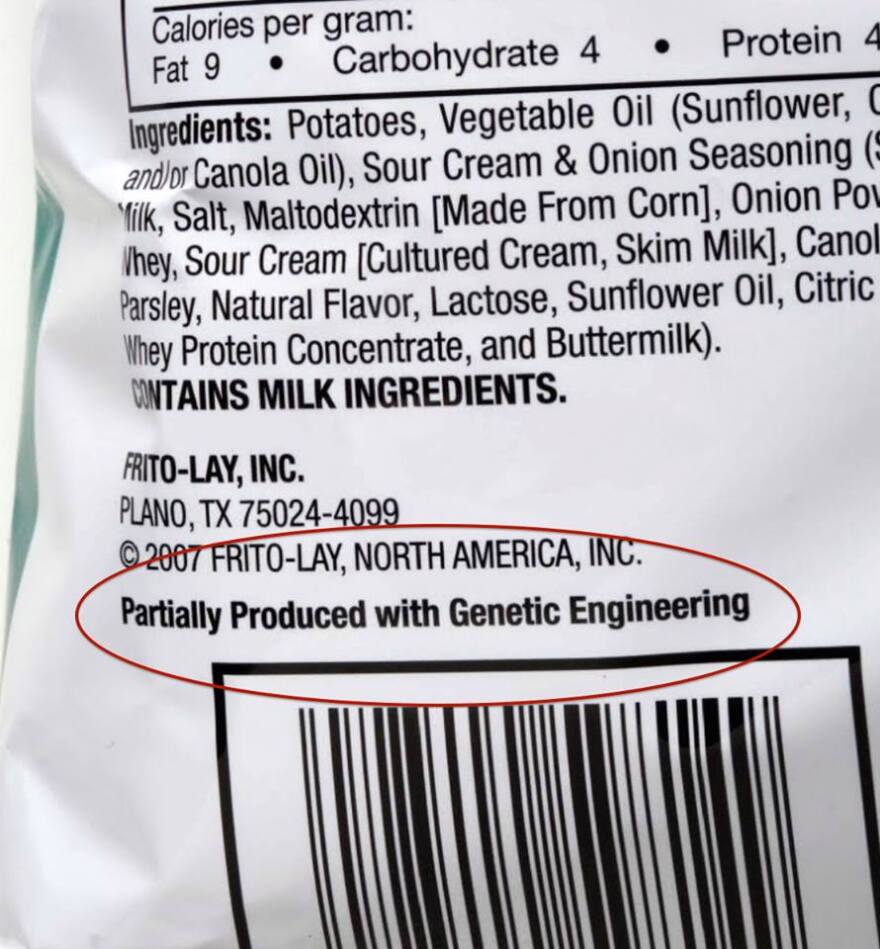 Calories per gram:
Fat 9 • Carbohydrate 4 • Protein 4
Ingredients: Potatoes, Vegetable Oil (Sunflower,
and/or Canola Oil), Sour Cream & Onion Seasoning (
Milk, Salt, Maltodextrin [Made From Corn], Onion
Whey, Sour Cream [Cultured Cream, Skim Milk],
Parsley, Natural Flavor, Lactose, Sunflower Oil, Citric
Whey Protein Concentrate, and Buttermilk).
CONTAINS MILK INGREDIENTS.
FRITO-LAY, INC.
PLANO, TX 75024-4099
© 2007 FRITO-LAY, NORTH AMERICA, INC.
Partially Produced with Genetic Engineering